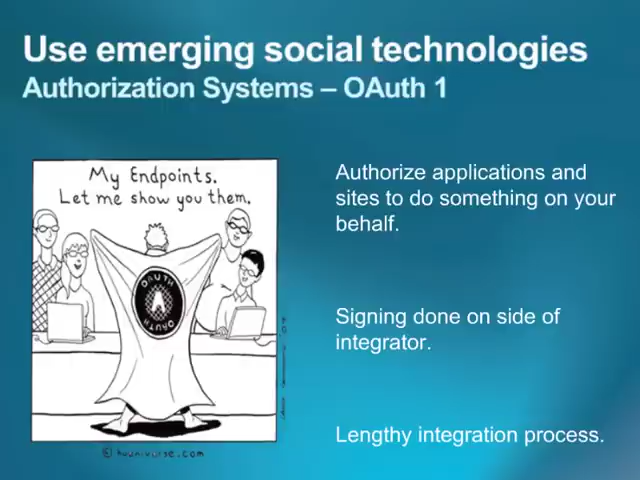 Use emerging social technologies
Authorization Systems – OAuth 1
My Endpoints.
Let me show you them.
OAUTH
A
OAUTH
Authorize applications and
sites to do something on your
behalf.
Signing done on side of
integrator.
Lengthy integration process.
© hueniverse.com